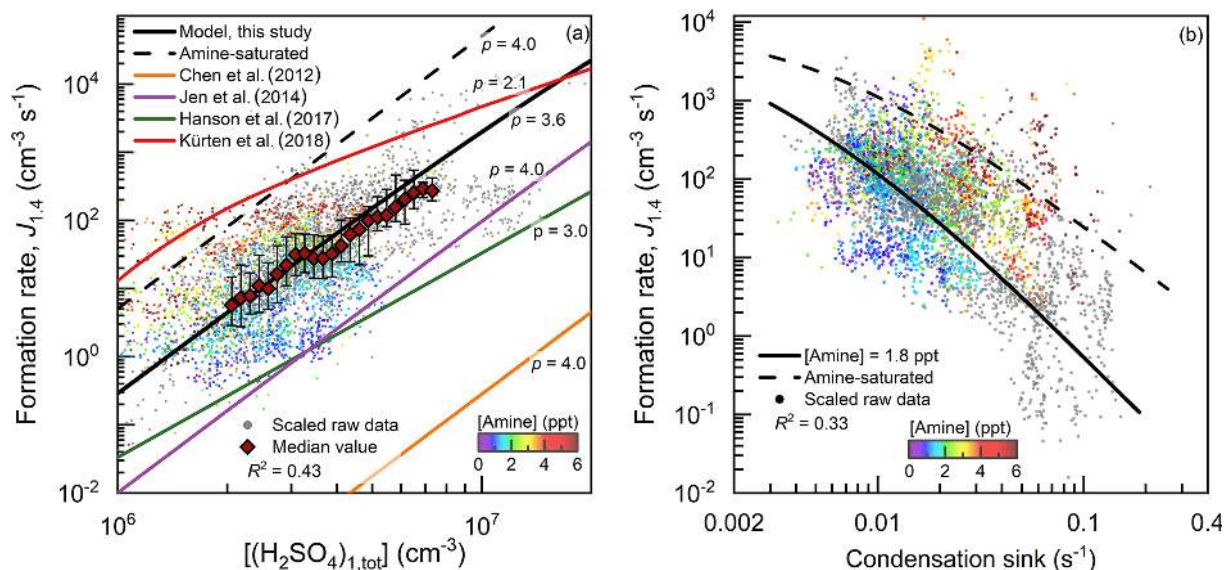 (a)
Model, this study
Amine-saturated
Chen et al. (2012)
Jen et al. (2014)
Hanson et al. (2017)
Kürten et al. (2018)
p = 4.0
p = 2.1
p = 3.6
p = 4.0
p = 3.0
p = 4.0
Formation rate, J1.4 (cm-3 s-1)
10^4
10^2
10^0
10^-2
Scaled raw data
Median value
R^2 = 0.43
[Amine] (ppt)
0 2 4 6
10^6 10^7
[(H2SO4)1,tot] (cm-3)
(b)
Formation rate, J1.4 (cm-3 s-1)
10^4
10^3
10^2
10^1
10^0
10^-1
10^-2
[Amine] = 1.8 ppt
Amine-saturated
Scaled raw data
R^2 = 0.33
[Amine] (ppt)
0 2 4 6
0.002 0.01 0.1 0.4
Condensation sink (s-1)